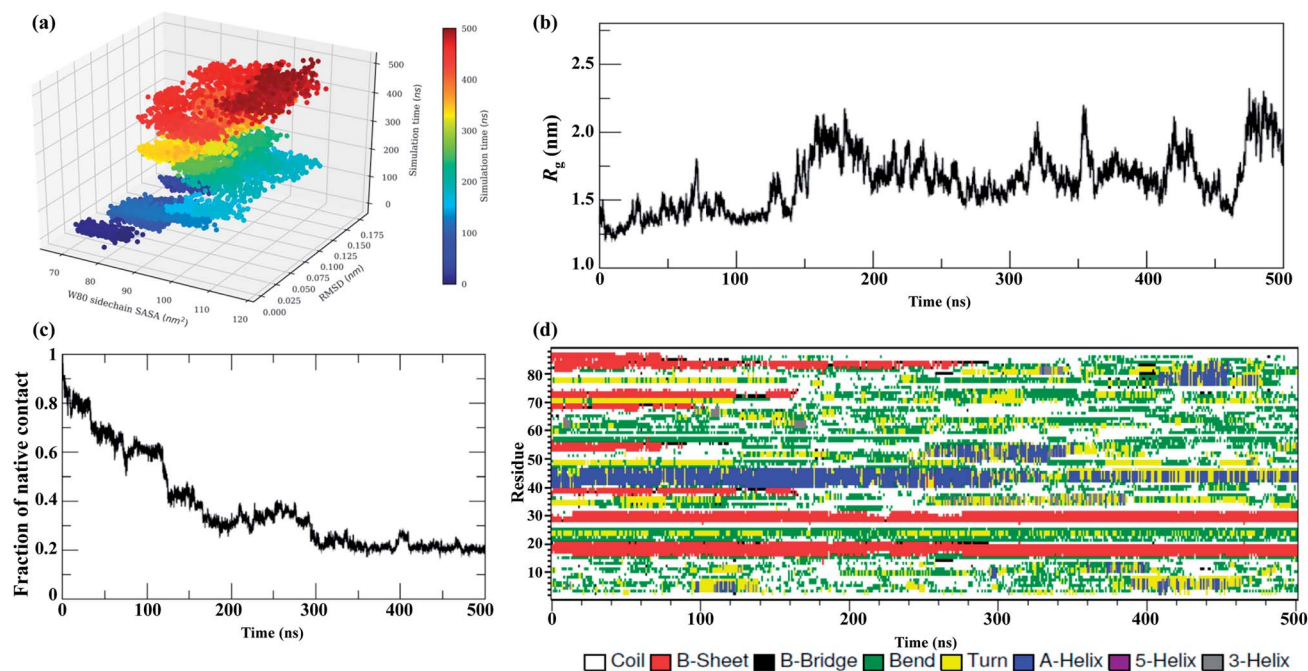 (a)
500
400
300
200
100
0
Simulation time (ns)
500
400
300
200
100
0
Simulation time (ns)
70
80
90
100
110
120
W80 sidechain SASA (nm²)
0.000
0.025
0.050
0.075
0.100
0.125
0.150
0.175
RMSD (nm)
(b)
2.5
2.0
1.5
1.0
Rg (nm)
0 100 200 300 400 500
Time (ns)
(c)
1
0.8
0.6
0.4
0.2
0
Fraction of native contact
0 100 200 300 400 500
Time (ns)
(d)
80
70
60
50
40
30
20
10
Residue
0 100 200 300 400 500
Time (ns)
Coil B-Sheet B-Bridge Bend Turn A-Helix 5-Helix 3-Helix